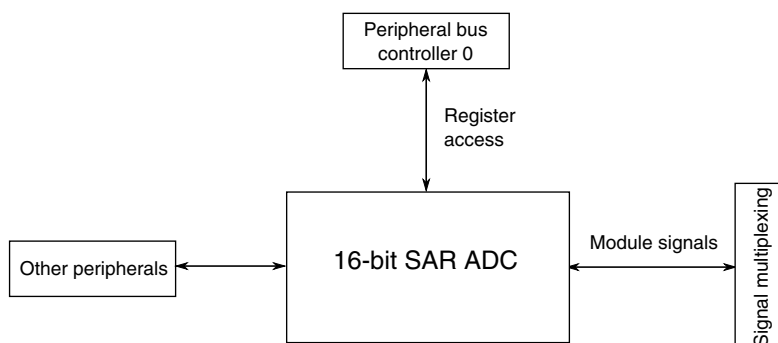 Peripheral bus
controller 0
Register
access
Other peripherals
16-bit SAR ADC
Module signals
Signal multiplexing